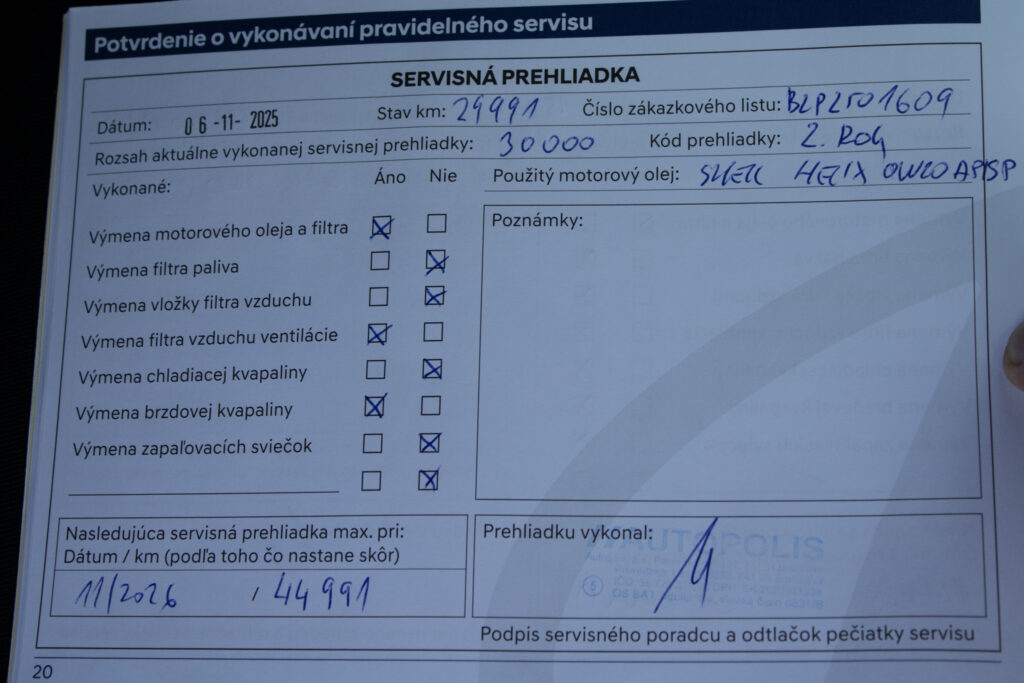 Potvrdenie o vykonávaní pravidelného servisu
SERVISNÁ PREHLIADKA
Dátum: 06-11-2025 Stav km: 29991 Číslo zákazkového listu: BZP2501609
Rozsah aktuálne vykonanej servisnej prehliadky: 30000 Kód prehliadky: 2. ROK
Vykonané: Áno Nie Použitý motorový olej: SHELL HELIX 0W20 API SP
Poznámky:
Výmena motorového oleja a filtra
Výmena filtra paliva
Výmena vložky filtra vzduchu
Výmena filtra vzduchu ventilácie
Výmena chladiacej kvapaliny
Výmena brzdovej kvapaliny
Výmena zapaľovacích sviečok
Nasledujúca servisná prehliadka max. pri:
Dátum / km (podľa toho čo nastane skôr)
11/2026 , 44991
Prehliadku vykonal:
AUTOPOLIS
Podpis servisného poradcu a odtlačok pečiatky servisu
20